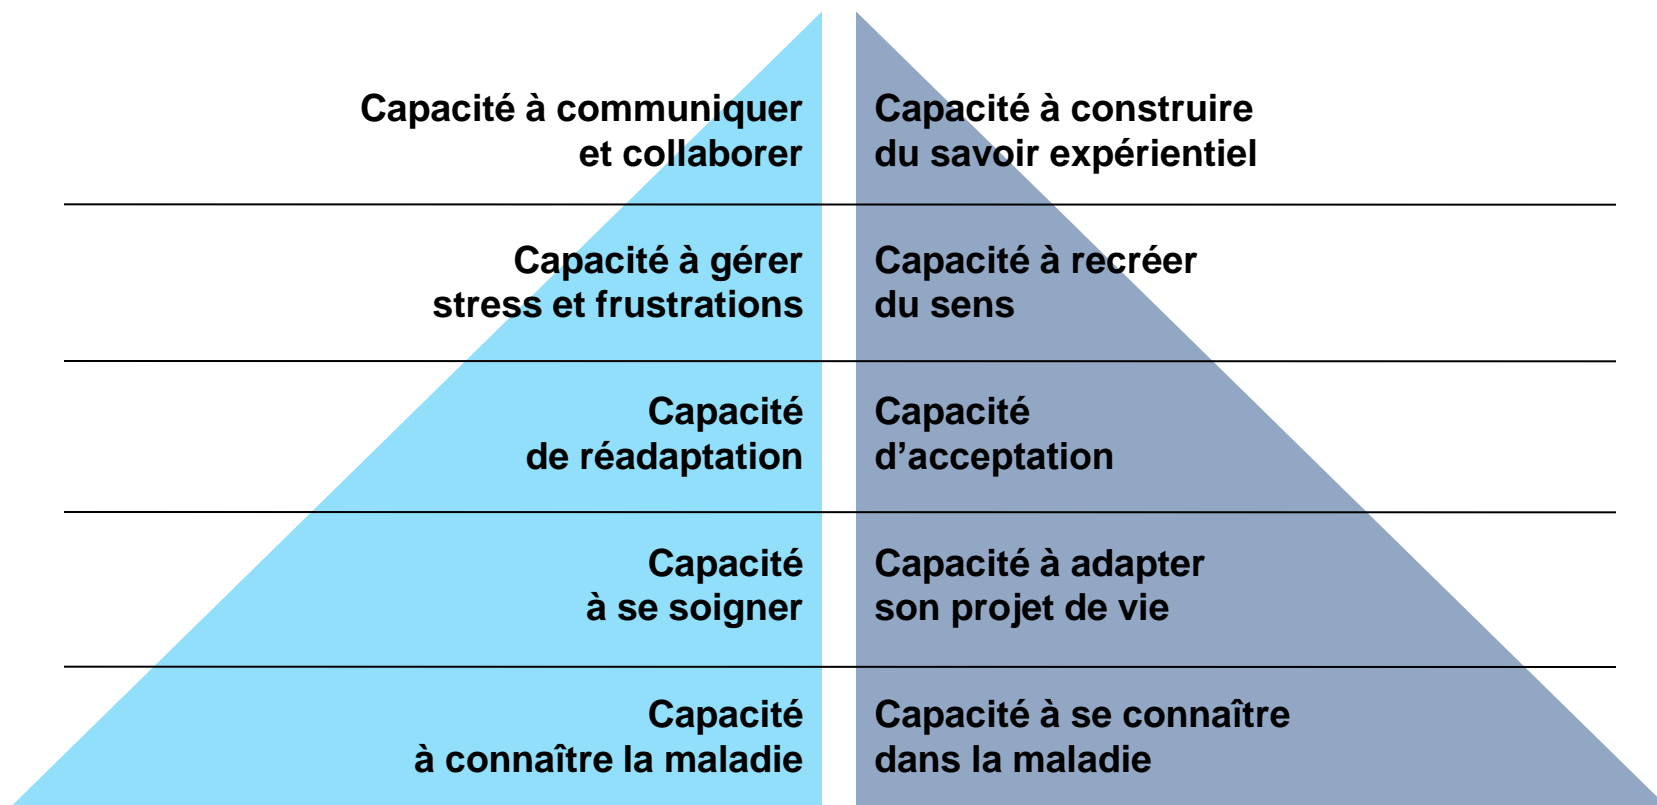 Capacité à communiquer
et collaborer
Capacité à construire
du savoir expérientiel
Capacité à gérer
stress et frustrations
Capacité à recréer
du sens
Capacité
de réadaptation
Capacité
d’acceptation
Capacité
à se soigner
Capacité à adapter
son projet de vie
Capacité
à connaître la maladie
Capacité à se connaître
dans la maladie